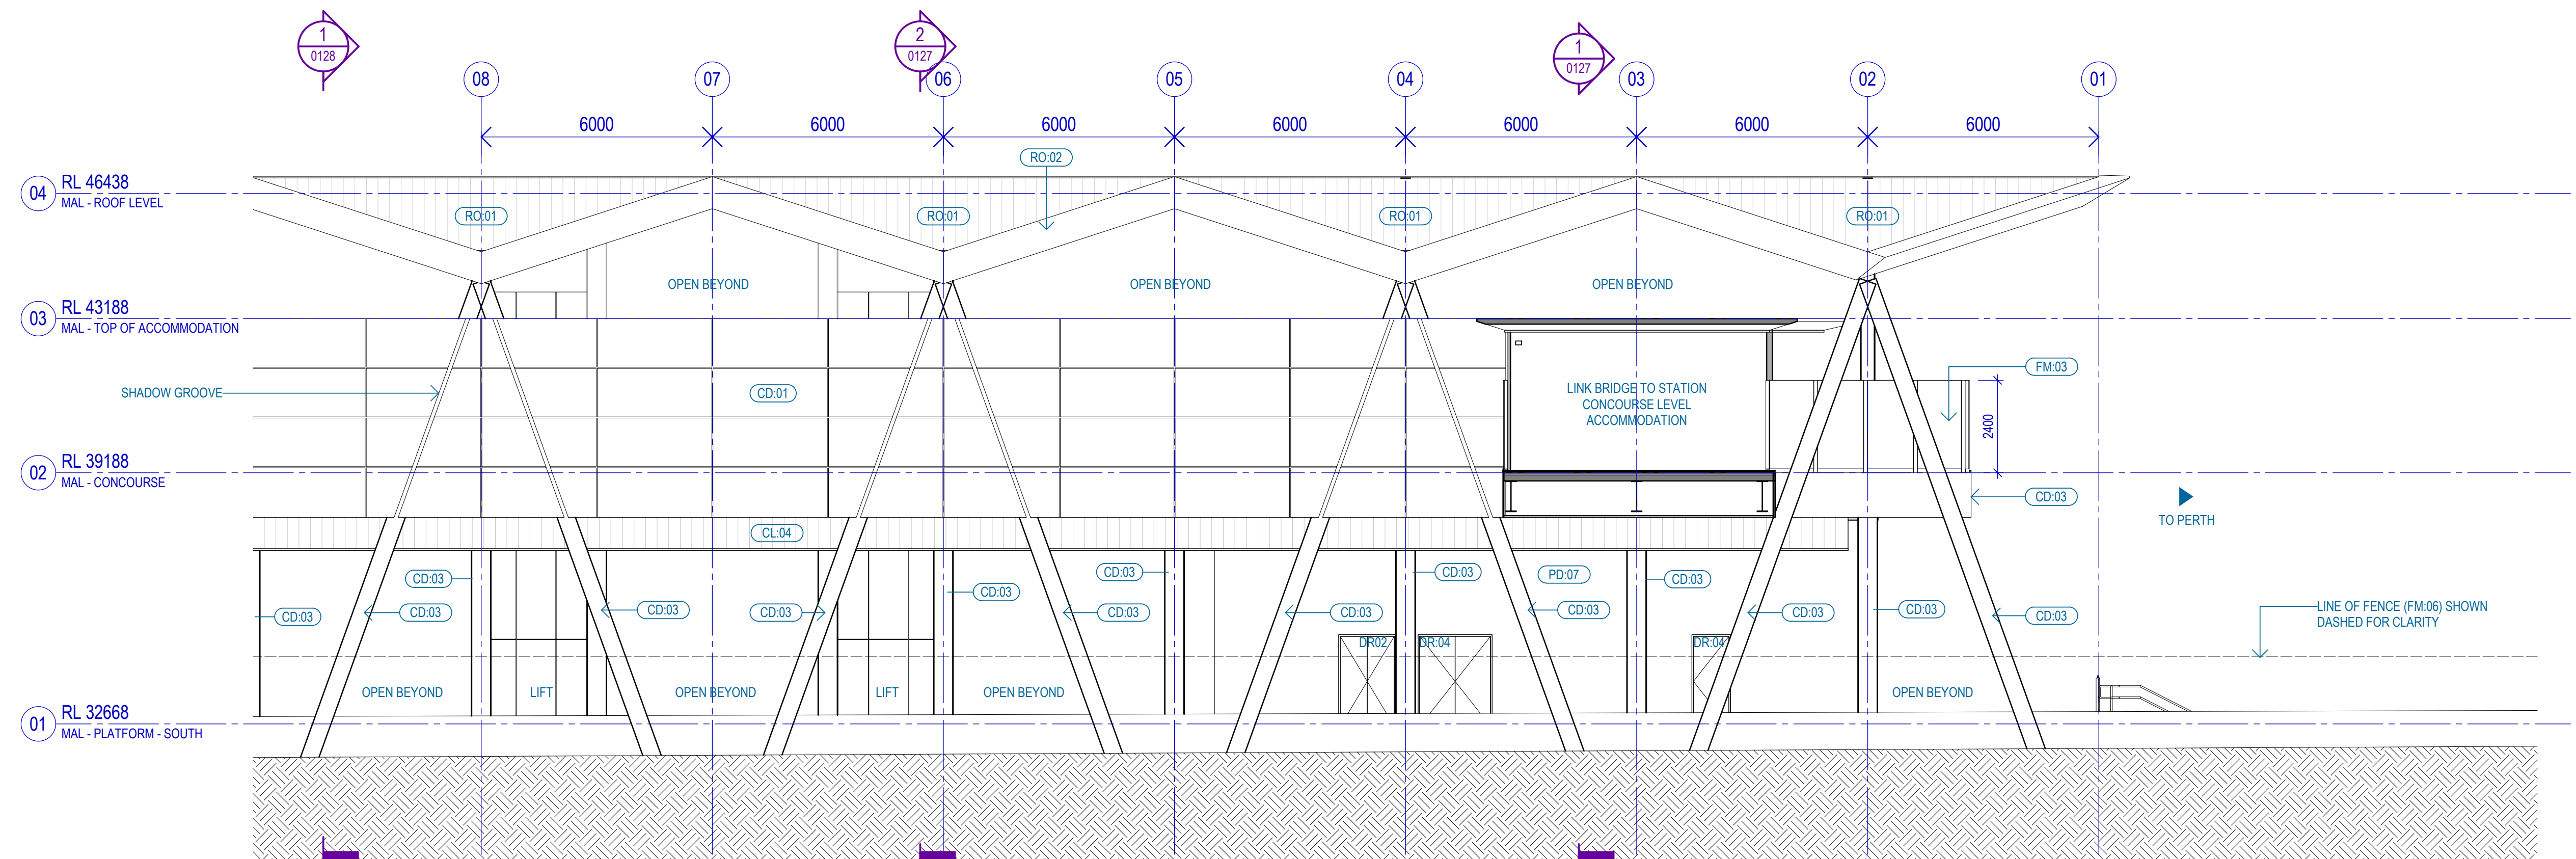 1
0128
2
0127
1
0127
08
07
06
05
04
03
02
01
6000
6000
6000
6000
6000
6000
6000
RO:02
04
RL 46438
MAL - ROOF LEVEL
RO:01
RO:01
RO:01
RO:01
OPEN BEYOND
OPEN BEYOND
OPEN BEYOND
03
RL 43188
MAL - TOP OF ACCOMMODATION
FM:03
SHADOW GROOVE
CD:01
LINK BRIDGE TO STATION
CONCOURSE LEVEL
ACCOMMODATION
2400
02
RL 39188
MAL - CONCOURSE
CD:03
TO PERTH
CL:04
CD:03
CD:03
CD:03
PD:07
CD:03
CD:03
CD:03
CD:03
CD:03
CD:03
CD:03
CD:03
CD:03
CD:03
CD:03
CD:03
CD:03
LINE OF FENCE (FM:06) SHOWN
DASHED FOR CLARITY
DR02
DR:04
DR:04
OPEN BEYOND
LIFT
OPEN BEYOND
LIFT
OPEN BEYOND
OPEN BEYOND
01
RL 32668
MAL - PLATFORM - SOUTH